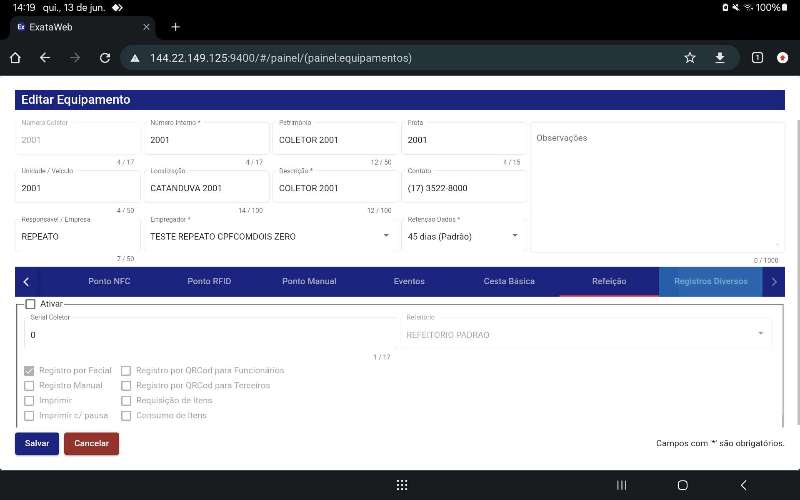 14:19 qui., 13 de jun.
100%
Ex ExataWeb
144.22.149.125:9400/#/painel/(painel:equipamentos)
1
Editar Equipamento
Número Coletor
2001
4 / 17
Número Interno *
2001
4 / 17
Patrimônio
COLETOR 2001
12 / 50
Frota
2001
4 / 15
Observações
0 / 1000
Unidade / Veículo
2001
4 / 50
Localização
CATANDUVA 2001
14 / 100
Descrição *
COLETOR 2001
12 / 100
Contato
(17) 3522-8000
Responsável / Empresa
REPEATO
7 / 50
Empregador *
TESTE REPEATO CPFCOMDOIS ZERO
Retenção Dados *
45 dias (Padrão)
Ponto NFC
Ponto RFID
Ponto Manual
Eventos
Cesta Básica
Refeição
Registros Diversos
Ativar
Serial Coletor
0
1 / 17
Refeitório
REFEITORIO PADRAO
Registro por Facial
Registro por QRCod para Funcionários
Registro Manual
Registro por QRCod para Terceiros
Imprimir
Requisição de Itens
Imprimir c/ pausa
Consumo de Itens
Salvar
Cancelar
Campos com '*' são obrigatórios.